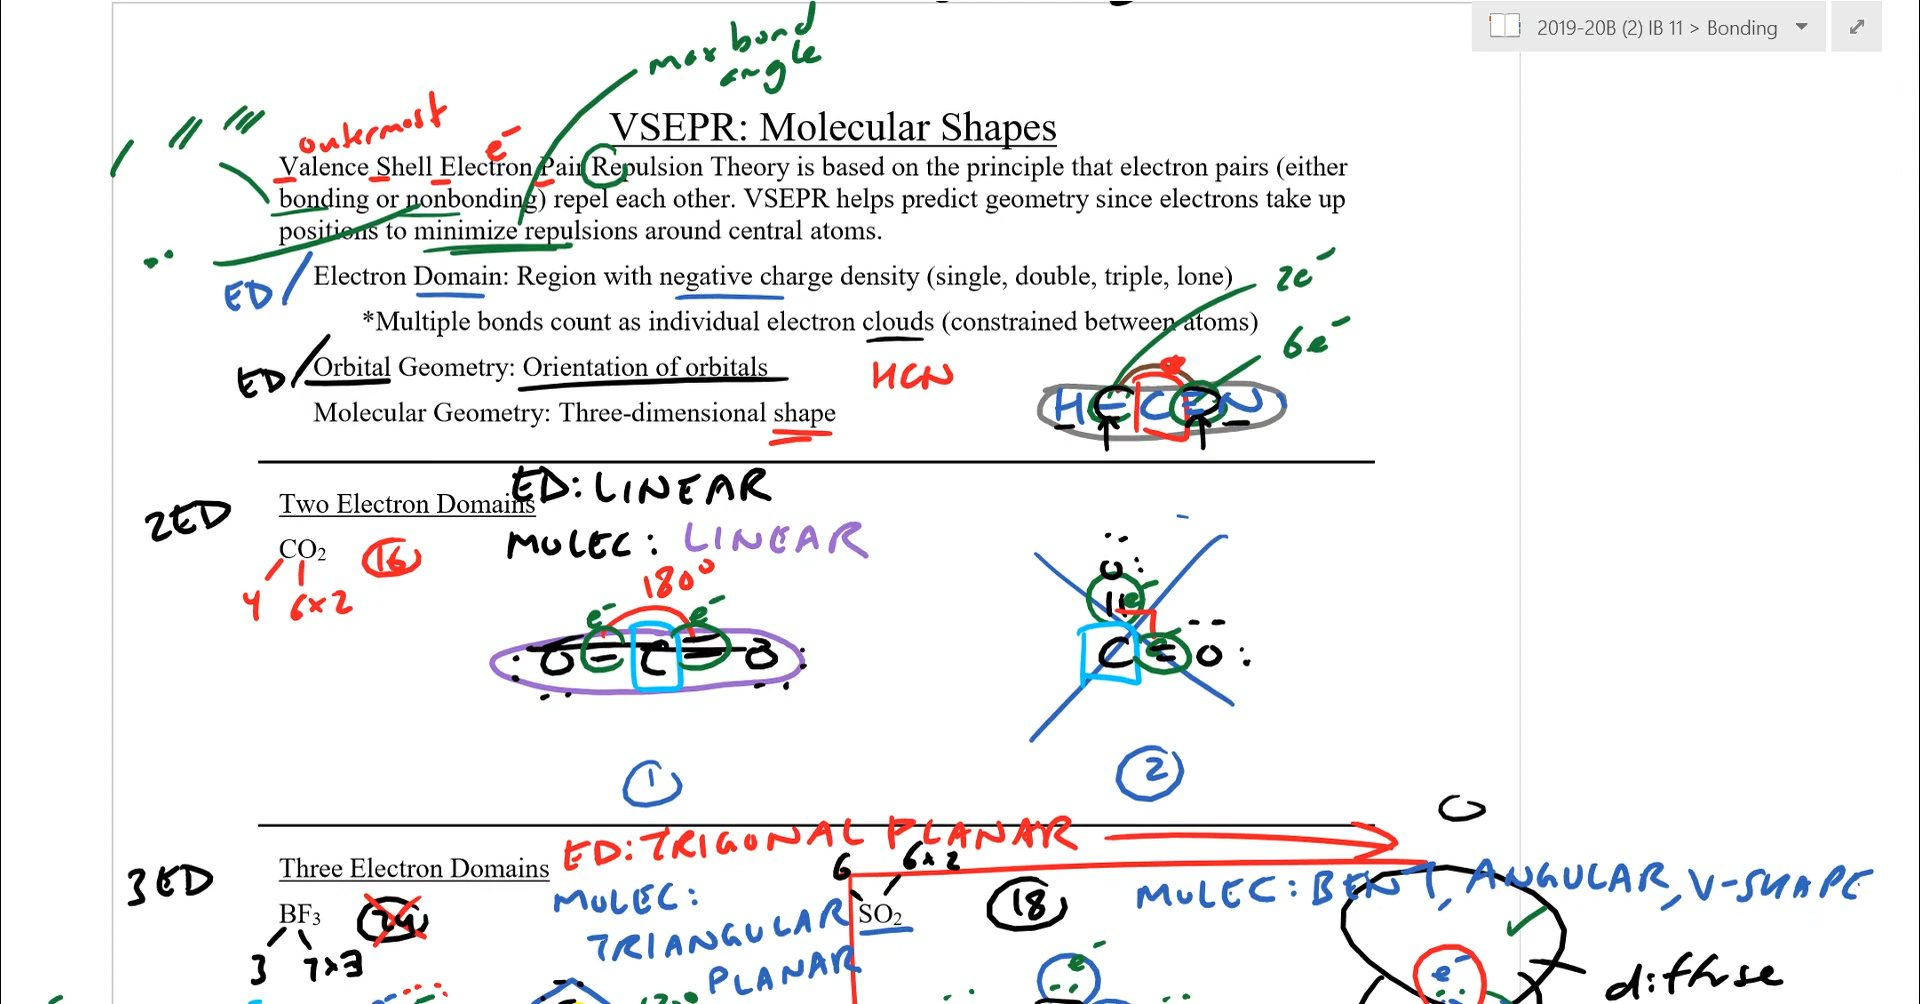 2019-20B (2) IB 11 > Bonding
max bond
angle
VSEPR: Molecular Shapes
outermost
e⁻
Valence Shell Electron Pair Repulsion Theory is based on the principle that electron pairs (either
bonding or nonbonding) repel each other. VSEPR helps predict geometry since electrons take up
positions to minimize repulsions around central atoms.
ED/ Electron Domain: Region with negative charge density (single, double, triple, lone)
2e⁻
*Multiple bonds count as individual electron clouds (constrained between atoms)
6e⁻
ED/ Orbital Geometry: Orientation of orbitals
HCN
H–C≡N
Molecular Geometry: Three-dimensional shape
2ED
Two Electron Domains
ED: LINEAR
MOLEC: LINEAR
CO₂
16
4 6×2
180°
e⁻ e⁻
O=C=O
O
e⁻
C=O
e⁻
1
2
ED: TRIGONAL PLANAR
3ED
Three Electron Domains
BF₃
24
3 7×3
MOLEC:
TRIANGULAR
PLANAR
6 6×2
SO₂
18
MOLEC: BENT, ANGULAR, V-SHAPE
e⁻
e⁻
diffuse